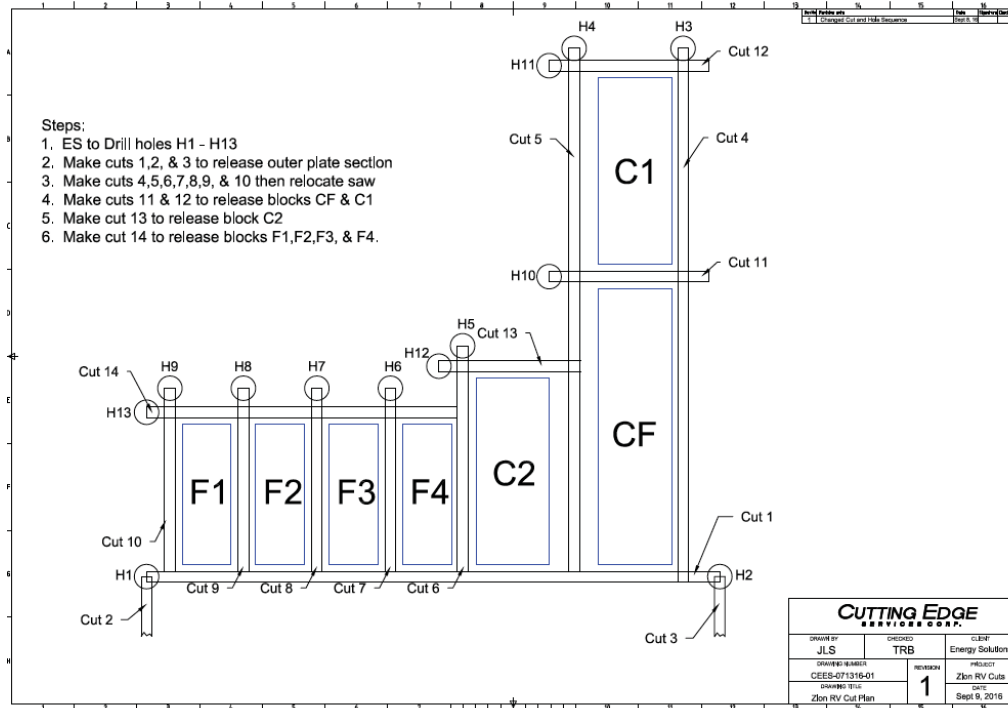 Changed Cut and Hole Sequence
H4
H3
Cut 12
H11
Steps:
1. ES to Drill holes H1 - H13
2. Make cuts 1,2, & 3 to release outer plate section
3. Make cuts 4,5,6,7,8,9, & 10 then relocate saw
4. Make cuts 11 & 12 to release blocks CF & C1
5. Make cut 13 to release block C2
6. Make cut 14 to release blocks F1,F2,F3, & F4.
Cut 5
Cut 4
C1
H10
Cut 11
H5
Cut 13
H12
Cut 14
H9
H8
H7
H6
H13
CF
F1
F2
F3
F4
C2
Cut 10
Cut 1
H1
H2
Cut 9
Cut 8
Cut 7
Cut 6
Cut 2
Cut 3
CUTTING EDGE
SERVICES CORP.
DRAWN BY
CHECKED
CLIENT
JLS
TRB
Energy Solution
DRAWING NUMBER
REVISION
PROJECT
CEES-071316-01
1
Zion RV Cuts
DRAWING TITLE
DATE
Zion RV Cut Plan
Sept 9, 2016